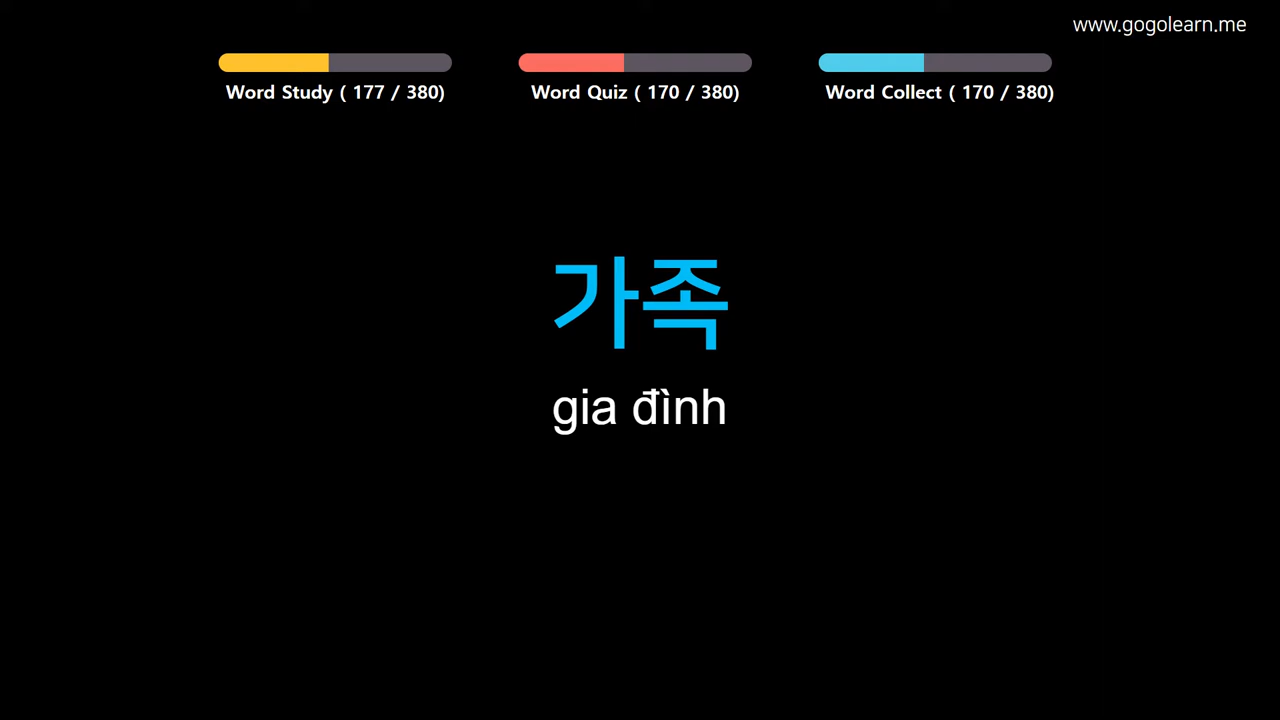 www.gogolearn.me
Word Study ( 177 / 380)
Word Quiz ( 170 / 380)
Word Collect ( 170 / 380)
가족
gia đình